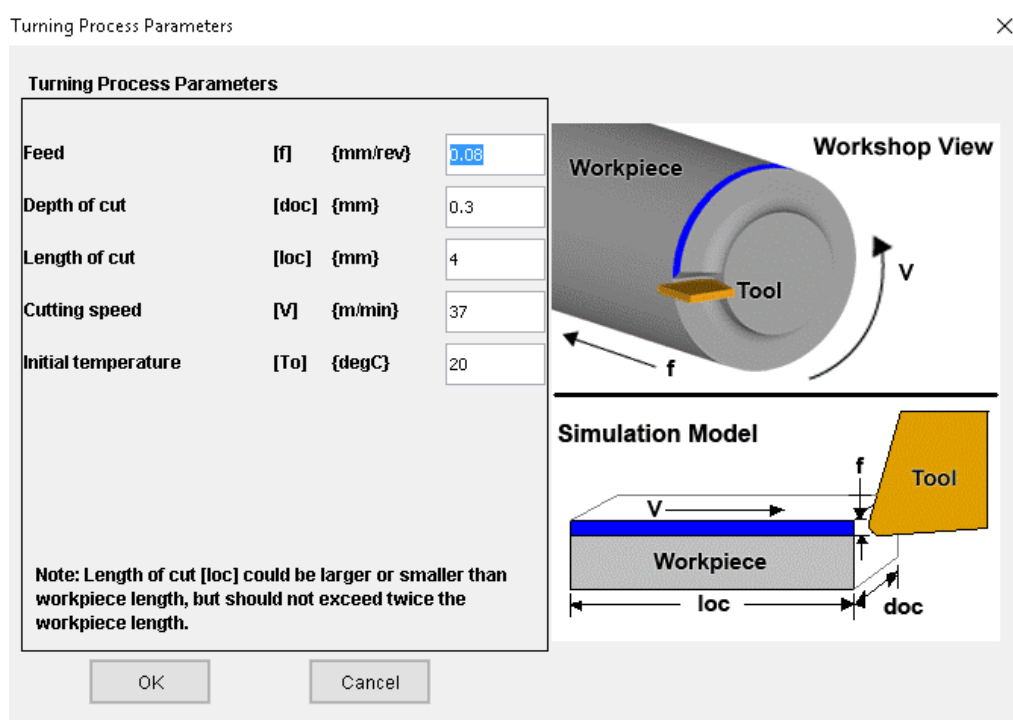 Turning Process Parameters
Turning Process Parameters
Feed [f] {mm/rev} 0.08
Depth of cut [doc] {mm} 0.3
Length of cut [loc] {mm} 4
Cutting speed [V] {m/min} 37
Initial temperature [To] {degC} 20
Note: Length of cut [loc] could be larger or smaller than
workpiece length, but should not exceed twice the
workpiece length.
OK Cancel
Workshop View
Workpiece
Tool
V
f
Simulation Model
f
Tool
V
Workpiece
loc
doc